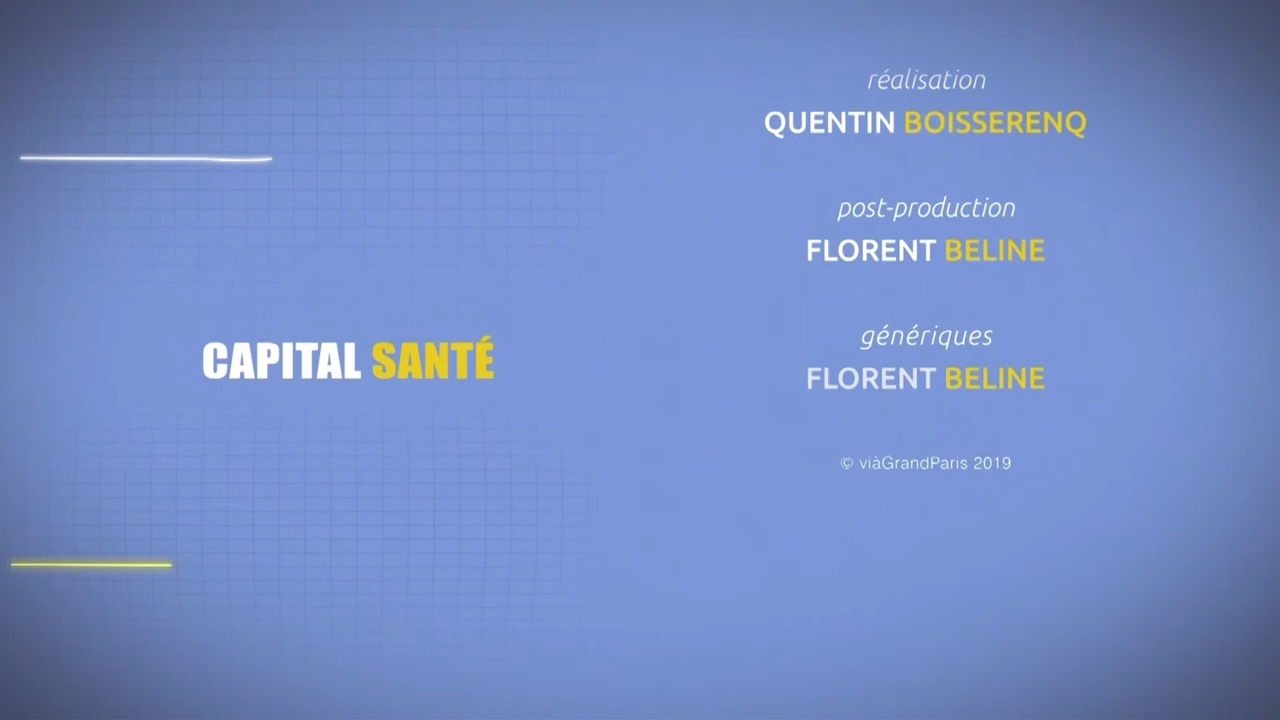 CAPITAL SANTÉ
réalisation
QUENTIN BOISSERENQ
post-production
FLORENT BELINE
génériques
FLORENT BELINE
© viàGrandParis 2019